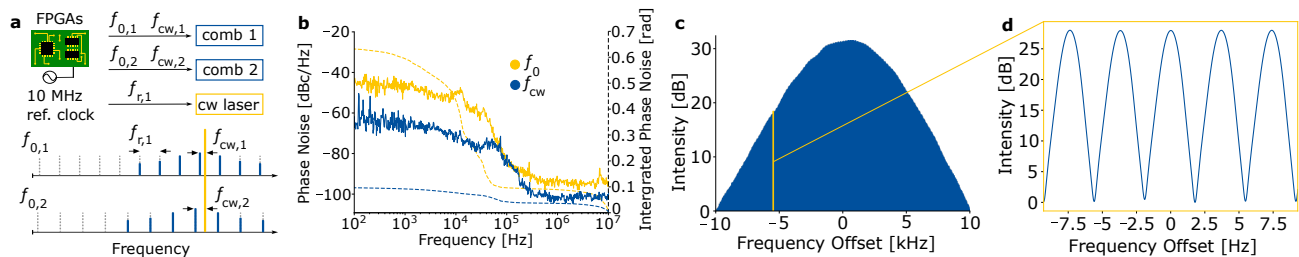 a
FPGAs
f0,1 fcw,1
comb 1
f0,2 fcw,2
comb 2
10 MHz
ref. clock
fr,1
cw laser
f0,1
fr,1
fcw,1
f0,2
fcw,2
Frequency
b
Phase Noise [dBc/Hz]
−20
−40
−60
−80
−100
f0
fcw
0.7
0.6
0.5
0.4
0.3
0.2
0.1
0
Intergrated Phase Noise [rad]
10^2 10^3 10^4 10^5 10^6 10^7
Frequency [Hz]
c
Intensity [dB]
30
25
20
15
10
5
0
−10 −5 0 5 10
Frequency Offset [kHz]
d
Intensity [dB]
25
20
15
10
5
0
−7.5 −5 −2.5 0 2.5 5 7.5
Frequency Offset [Hz]